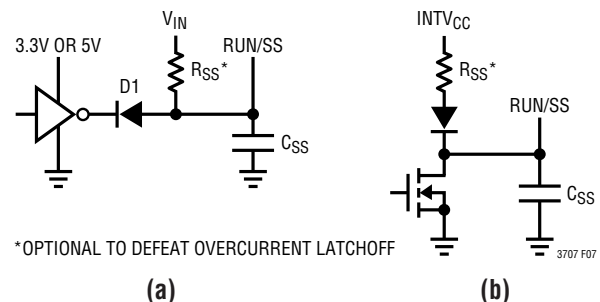 V_IN
3.3V OR 5V
D1
R_SS*
RUN/SS
C_SS
INTV_CC
R_SS*
RUN/SS
C_SS
*OPTIONAL TO DEFEAT OVERCURRENT LATCHOFF
3707 F07
(a)
(b)